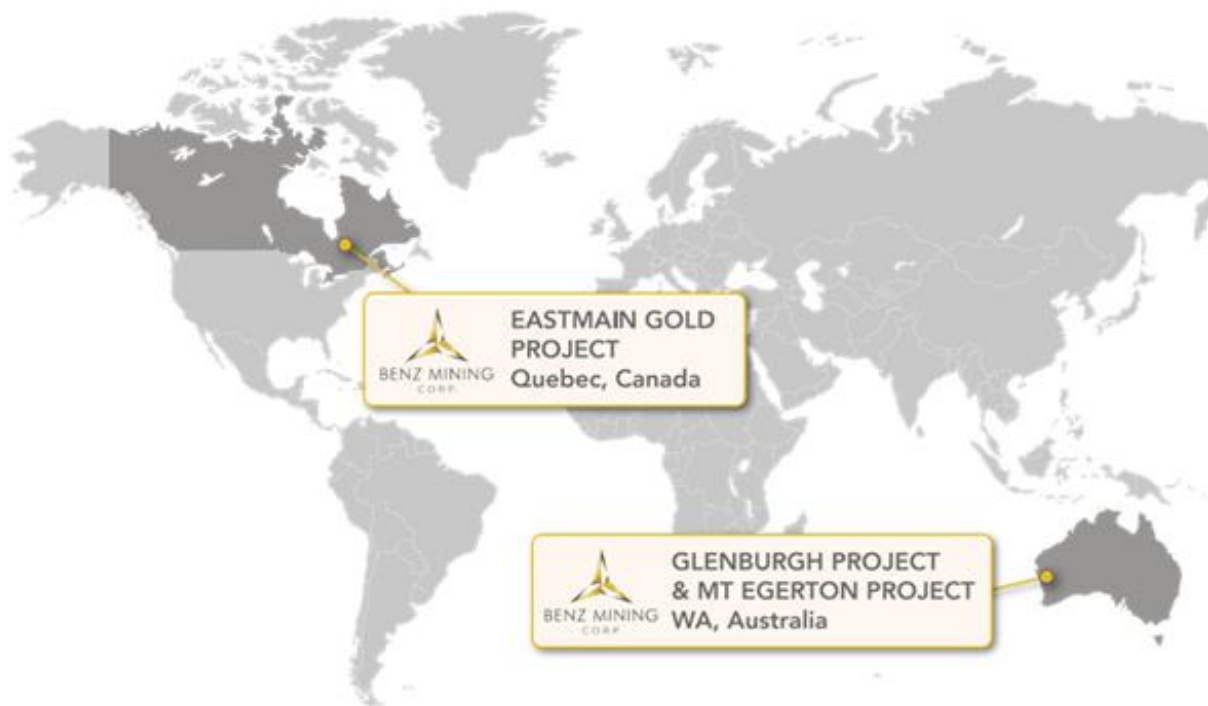 EASTMAIN GOLD
PROJECT
Quebec, Canada
BENZ MINING
CORP.
GLENBURGH PROJECT
& MT EGERTON PROJECT
WA, Australia
BENZ MINING
CORP